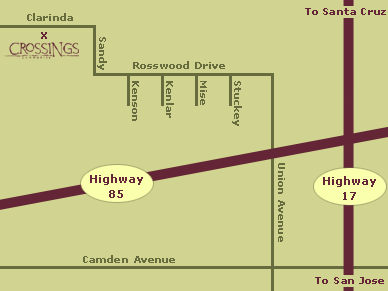 To Santa Cruz
Clarinda
x
CROSSINGS
Sandy
Rosswood Drive
Kenson
Kenlar
Mise
Stuckey
Highway
85
Union Avenue
Highway
17
Camden Avenue
To San Jose